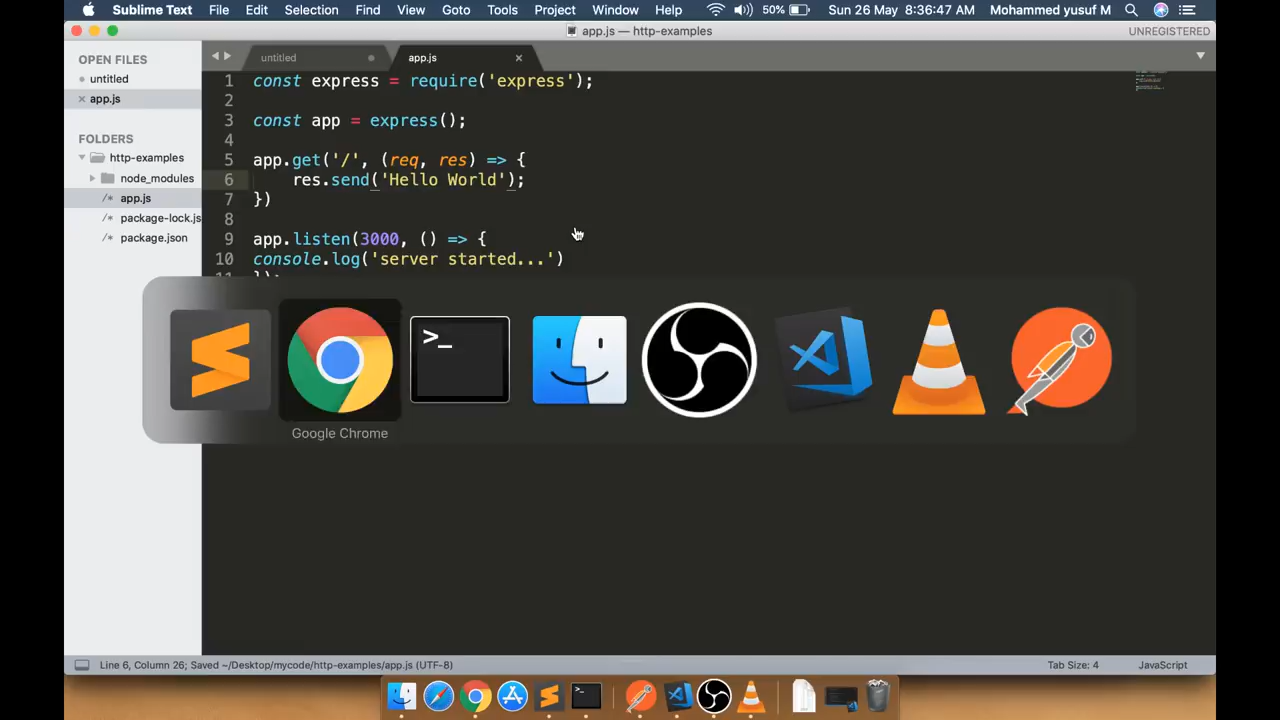 Sublime Text File Edit Selection Find View Goto Tools Project Window Help 50% Sun 26 May 8:36:47 AM Mohammed yusuf M
app.js — http-examples UNREGISTERED
OPEN FILES
untitled
app.js
FOLDERS
http-examples
node_modules
/* app.js
/* package-lock.js
/* package.json
untitled app.js
1 const express = require('express');
2
3 const app = express();
4
5 app.get('/', (req, res) => {
6 res.send('Hello World');
7 })
8
9 app.listen(3000, () => {
10 console.log('server started...')
11 });
>_
Google Chrome
Line 6, Column 26; Saved ~/Desktop/mycode/http-examples/app.js (UTF-8) Tab Size: 4 JavaScript